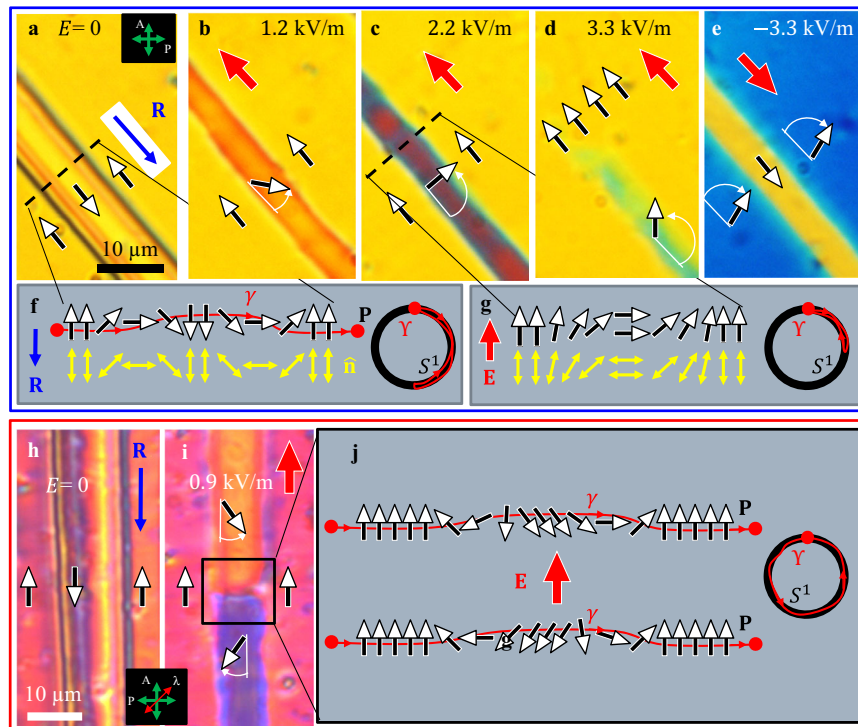 a E= 0 A P
R
10 µm
b 1.2 kV/m
c 2.2 kV/m
d 3.3 kV/m
e −3.3 kV/m
f γ P
R n̂
ϒ S¹
g
E
ϒ S¹
h R
E= 0
10 µm
A P λ
i
0.9 kV/m
j
γ P
E
γ P
g
ϒ S¹